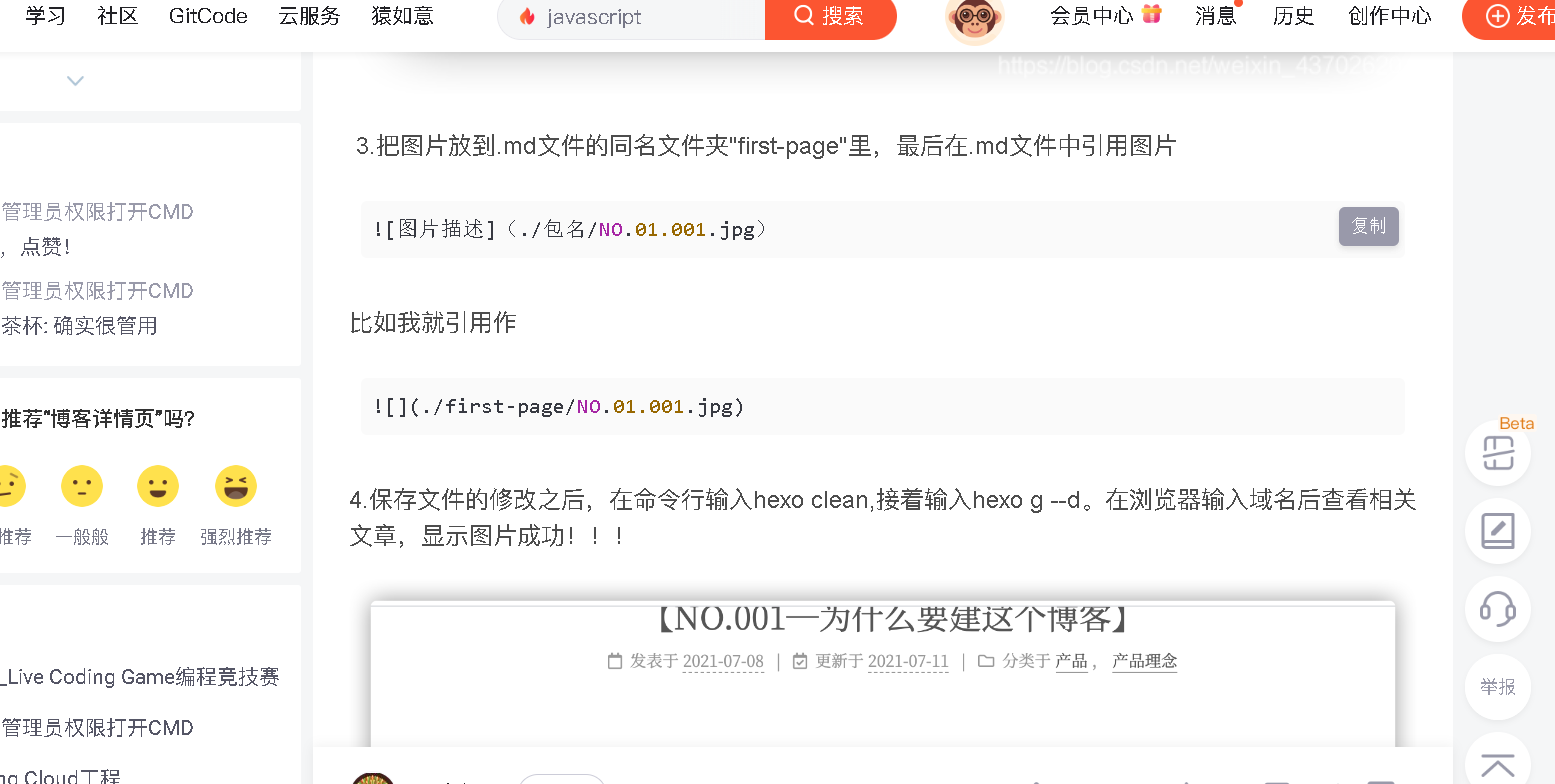 学习 社区 GitCode 云服务 猿如意 javascript 搜索 会员中心 消息 历史 创作中心 发布
3.把图片放到.md文件的同名文件夹"first-page"里，最后在.md文件中引用图片
![图片描述]（./包名/NO.01.001.jpg）
复制
比如我就引用作
![](./first-page/NO.01.001.jpg)
4.保存文件的修改之后，在命令行输入hexo clean,接着输入hexo g --d。在浏览器输入域名后查看相关
文章，显示图片成功！！！
【NO.001—为什么要建这个博客】
发表于 2021-07-08 | 更新于 2021-07-11 | 分类于 产品， 产品理念
管理员权限打开CMD
，点赞!
管理员权限打开CMD
茶杯: 确实很管用
推荐“博客详情页”吗?
推荐 一般般 推荐 强烈推荐
_Live Coding Game编程竞技赛
管理员权限打开CMD
ng Cloud工程
Beta
举报